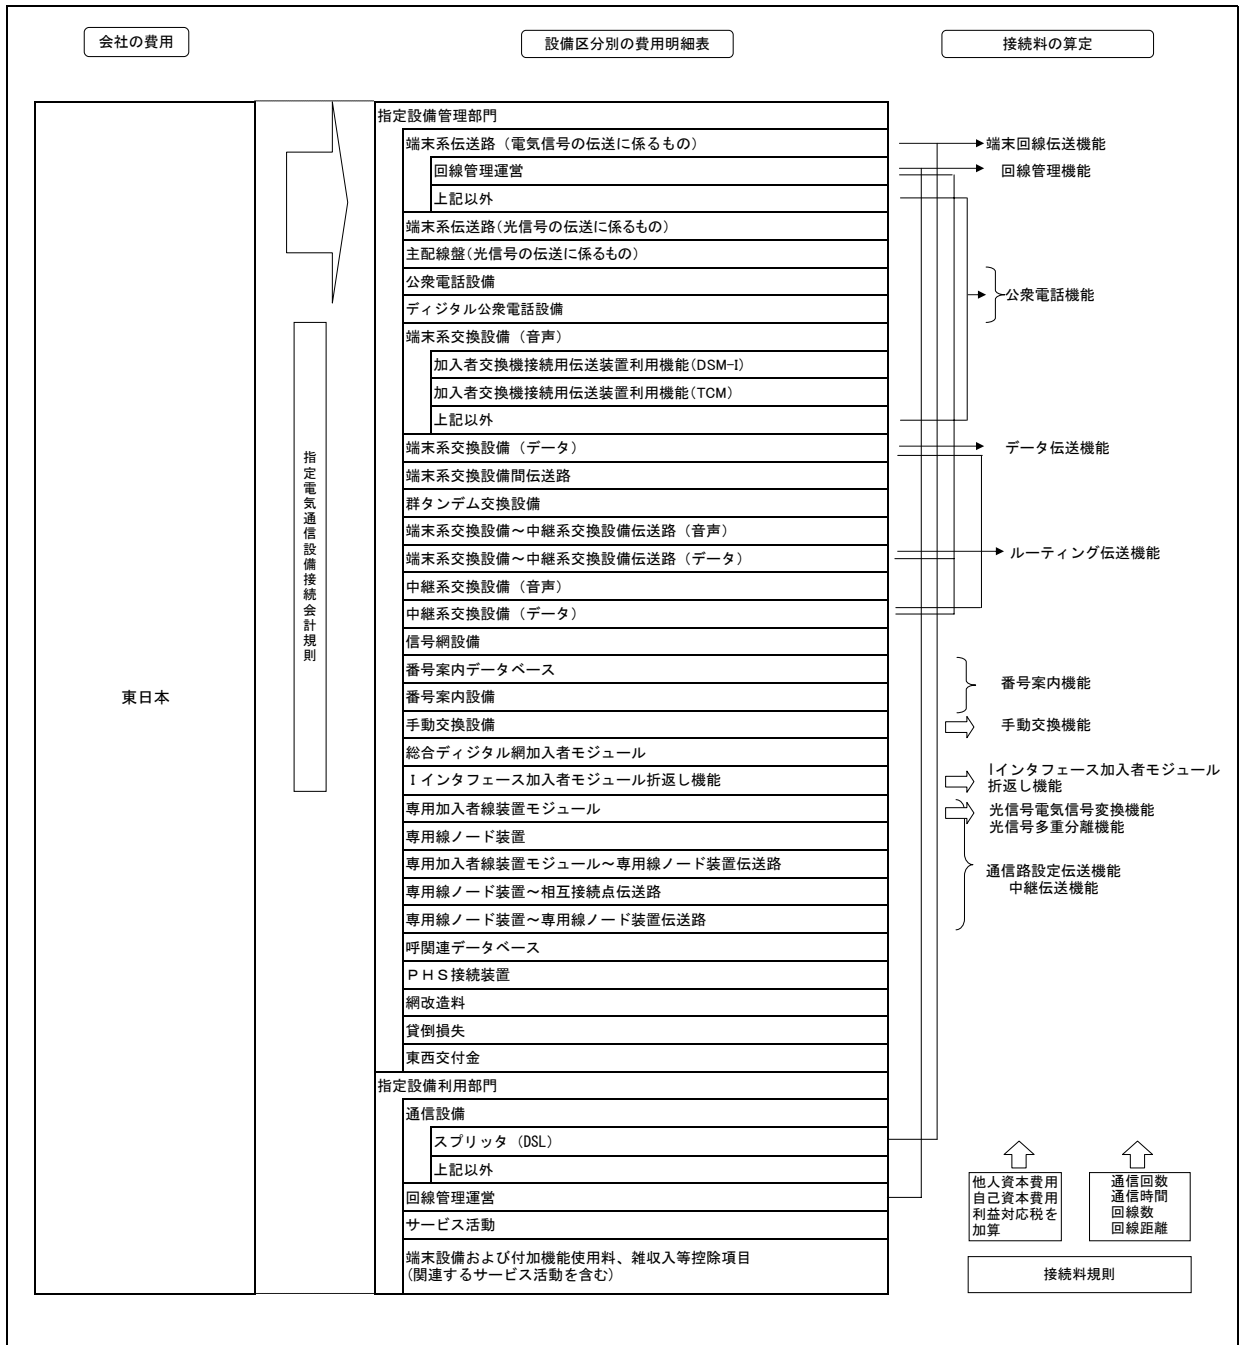 会社の費用
設備区分別の費用明細表
接続料の算定
東日本
指定電気通信設備接続会計規則
指定設備管理部門
端末系伝送路（電気信号の伝送に係るもの）
回線管理運営
上記以外
端末系伝送路(光信号の伝送に係るもの)
主配線盤(光信号の伝送に係るもの)
公衆電話設備
ディジタル公衆電話設備
端末系交換設備（音声）
加入者交換機接続用伝送装置利用機能(DSM-I)
加入者交換機接続用伝送装置利用機能(TCM)
上記以外
端末系交換設備（データ）
端末系交換設備間伝送路
群タンデム交換設備
端末系交換設備～中継系交換設備伝送路（音声）
端末系交換設備～中継系交換設備伝送路（データ）
中継系交換設備（音声）
中継系交換設備（データ）
信号網設備
番号案内データベース
番号案内設備
手動交換設備
総合ディジタル網加入者モジュール
Ｉインタフェース加入者モジュール折返し機能
専用加入者線装置モジュール
専用線ノード装置
専用加入者線装置モジュール～専用線ノード装置伝送路
専用線ノード装置～相互接続点伝送路
専用線ノード装置～専用線ノード装置伝送路
呼関連データベース
ＰＨＳ接続装置
網改造料
貸倒損失
東西交付金
指定設備利用部門
通信設備
スプリッタ（DSL）
上記以外
回線管理運営
サービス活動
端末設備および付加機能使用料、雑収入等控除項目
(関連するサービス活動を含む)
端末回線伝送機能
回線管理機能
公衆電話機能
データ伝送機能
ルーティング伝送機能
番号案内機能
手動交換機能
Iインタフェース加入者モジュール
折返し機能
光信号電気信号変換機能
光信号多重分離機能
通信路設定伝送機能
中継伝送機能
他人資本費用
自己資本費用
利益対応税を
加算
通信回数
通信時間
回線数
回線距離
接続料規則